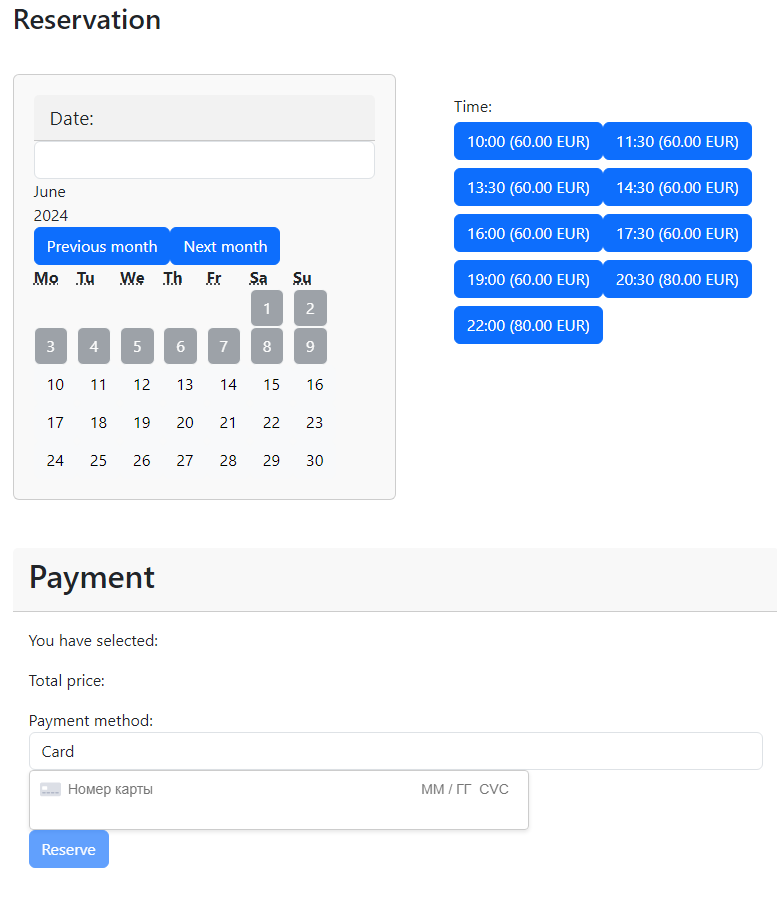 Reservation
Date:
June
2024
Previous month Next month
Mo Tu We Th Fr Sa Su
1 2
3 4 5 6 7 8 9
10 11 12 13 14 15 16
17 18 19 20 21 22 23
24 25 26 27 28 29 30
Time:
10:00 (60.00 EUR) 11:30 (60.00 EUR)
13:30 (60.00 EUR) 14:30 (60.00 EUR)
16:00 (60.00 EUR) 17:30 (60.00 EUR)
19:00 (60.00 EUR) 20:30 (80.00 EUR)
22:00 (80.00 EUR)
Payment
You have selected:
Total price:
Payment method:
Card
Номер карты ММ / ГГ CVC
Reserve